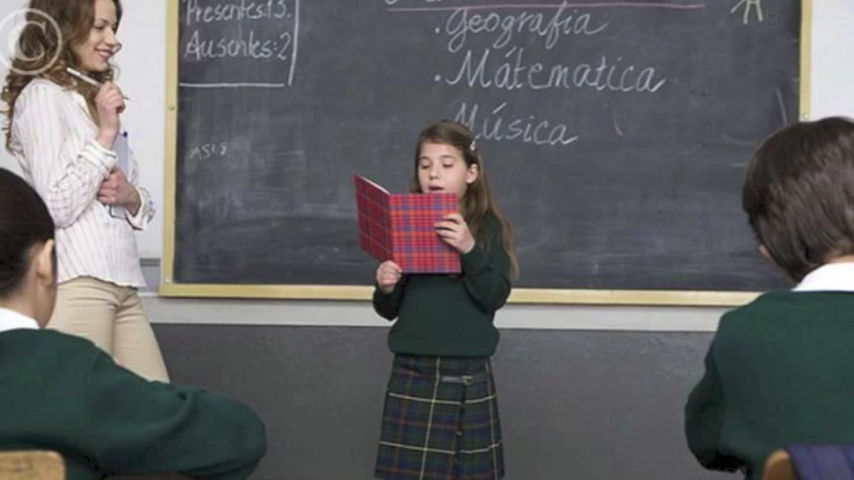 Presentes:13.
Ausentes:2
·Geografia
·Mátematica
Música